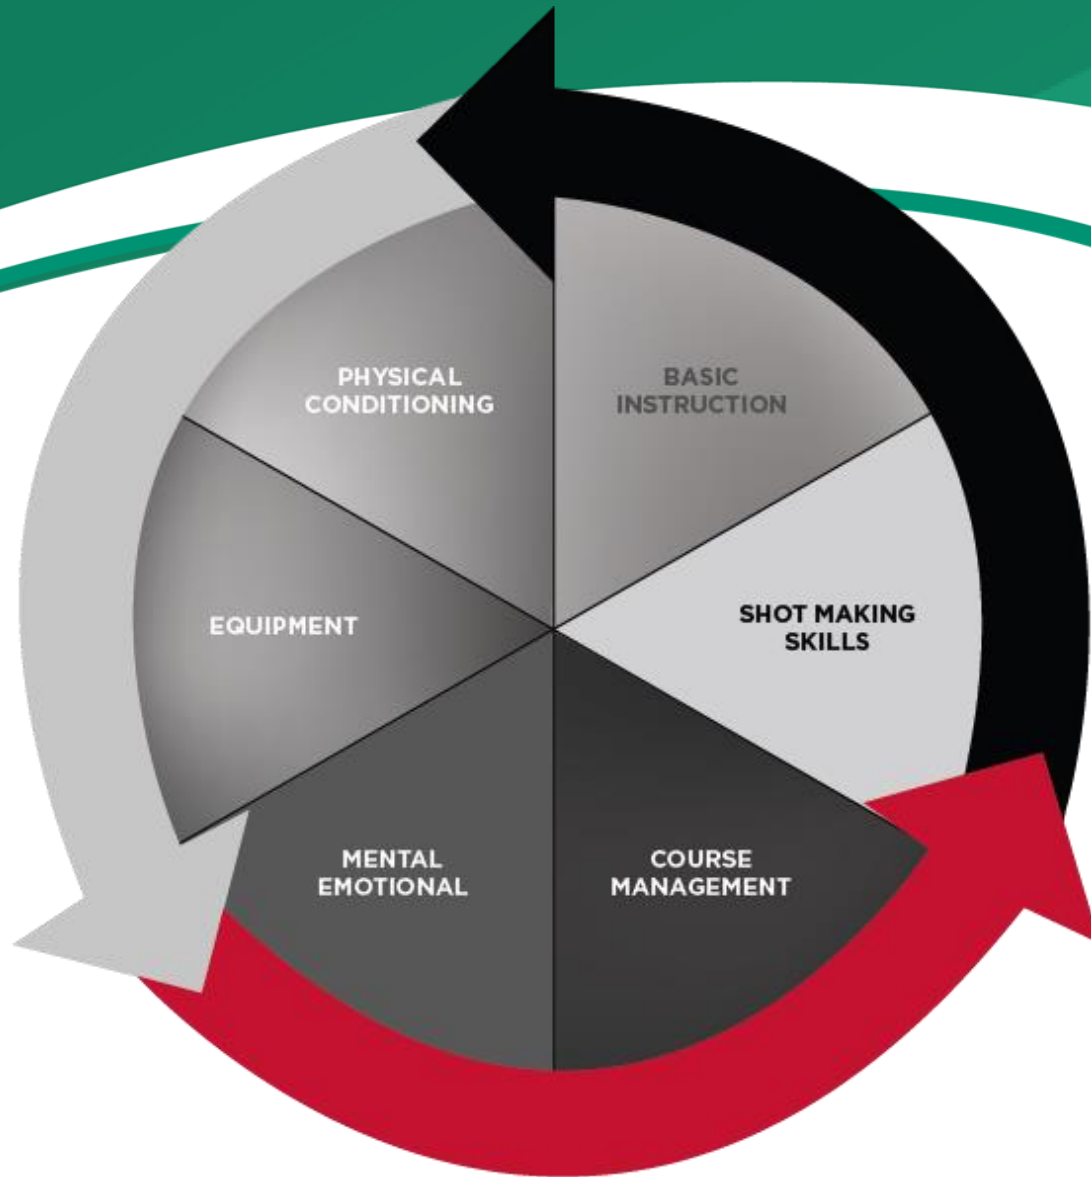 PHYSICAL
CONDITIONING
BASIC
INSTRUCTION
EQUIPMENT
SHOT MAKING
SKILLS
MENTAL
EMOTIONAL
COURSE
MANAGEMENT